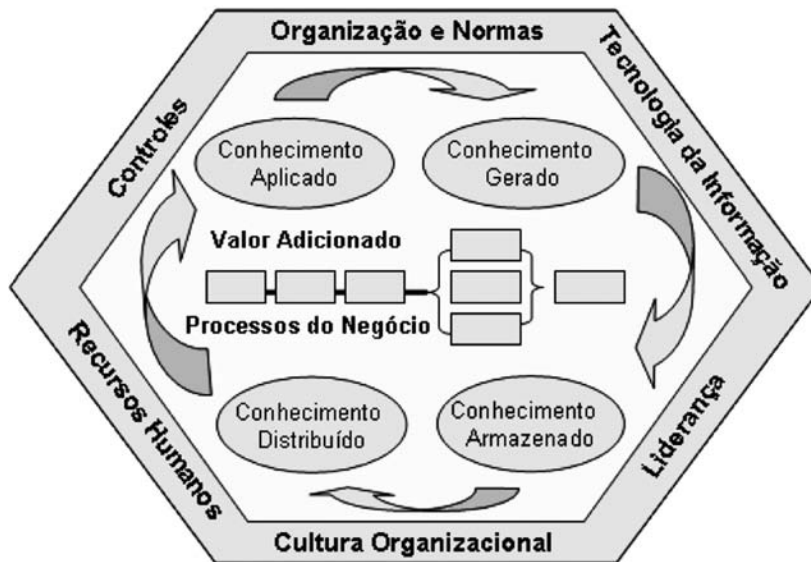 Organização e Normas
Tecnologia da Informação
Controles
Conhecimento
Aplicado
Conhecimento
Gerado
Valor Adicionado
Processos do Negócio
Conhecimento
Distribuído
Conhecimento
Armazenado
Recursos Humanos
Liderança
Cultura Organizacional